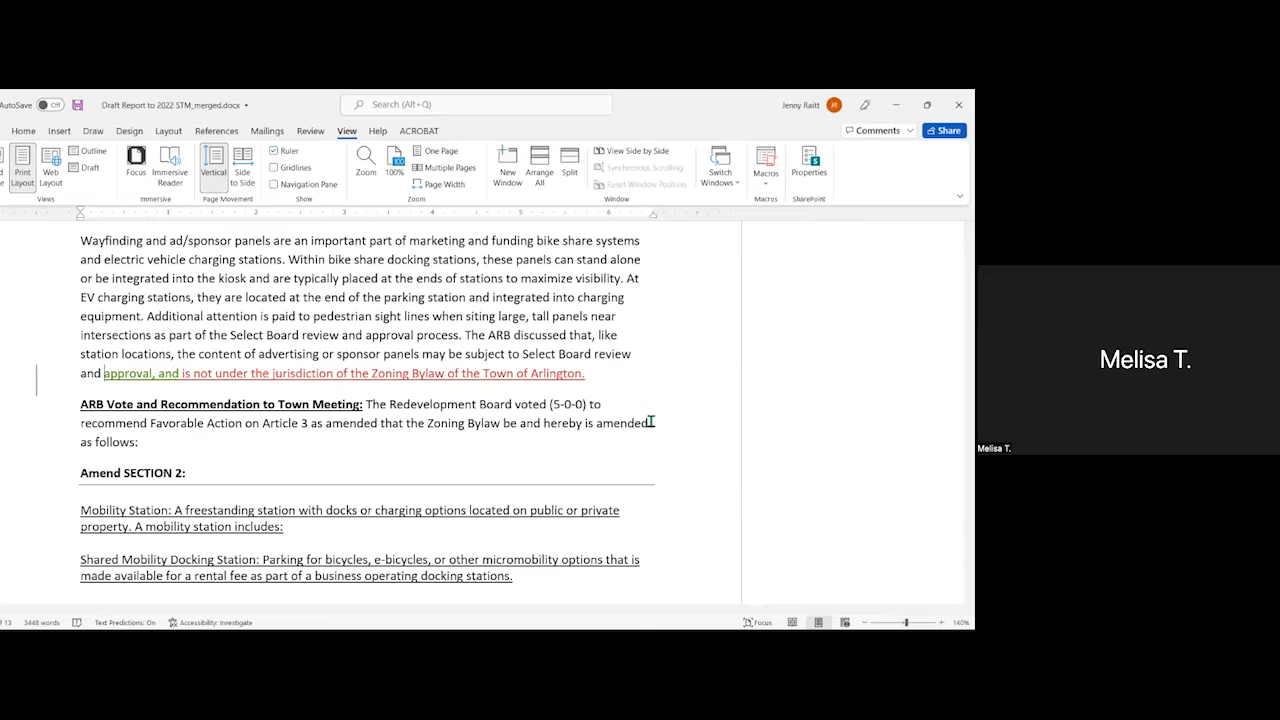 AutoSave Off Draft Report to 2022 STM_merged.docx Search (Alt+Q) Jenny Raitt JR
Home Insert Draw Design Layout References Mailings Review View Help ACROBAT Comments Share
Print Layout Web Layout Outline Draft Focus Immersive Reader Vertical Side to Side Ruler Gridlines Navigation Pane Zoom 100% One Page Multiple Pages Page Width New Window Arrange All Split View Side by Side Synchronous Scrolling Reset Window Position Switch Windows Macros Properties
Views Immersive Page Movement Show Zoom Window Macros SharePoint
1 2 3 4 5 6
Wayfinding and ad/sponsor panels are an important part of marketing and funding bike share systems
and electric vehicle charging stations. Within bike share docking stations, these panels can stand alone
or be integrated into the kiosk and are typically placed at the ends of stations to maximize visibility. At
EV charging stations, they are located at the end of the parking station and integrated into charging
equipment. Additional attention is paid to pedestrian sight lines when siting large, tall panels near
intersections as part of the Select Board review and approval process. The ARB discussed that, like
station locations, the content of advertising or sponsor panels may be subject to Select Board review
and approval, and is not under the jurisdiction of the Zoning Bylaw of the Town of Arlington.
ARB Vote and Recommendation to Town Meeting: The Redevelopment Board voted (5-0-0) to
recommend Favorable Action on Article 3 as amended that the Zoning Bylaw be and hereby is amended
as follows:
Amend SECTION 2:
Mobility Station: A freestanding station with docks or charging options located on public or private
property. A mobility station includes:
Shared Mobility Docking Station: Parking for bicycles, e-bicycles, or other micromobility options that is
made available for a rental fee as part of a business operating docking stations.
of 13 3448 words Text Predictions: On Accessibility: Investigate Focus 140%
Melisa T.
Melisa T.